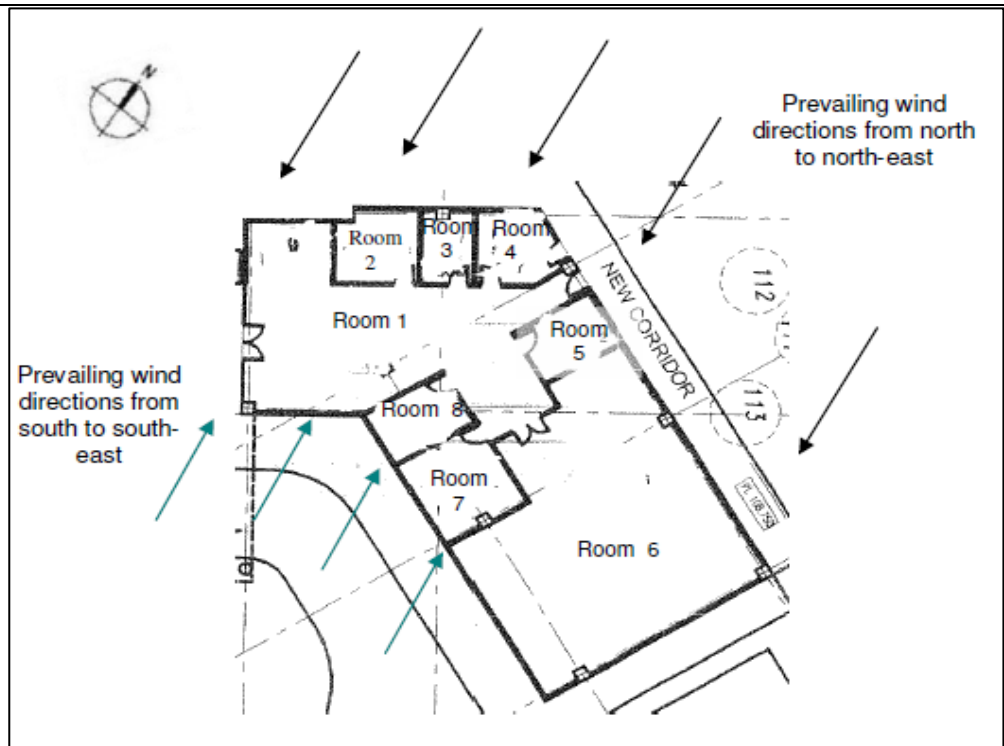 N
Prevailing wind
directions from north
to north-east
Room
2
Room
3
Room
4
Room 1
Room
5
NEW CORRIDOR
112
113
Prevailing wind
directions from
south to south-
east
Room 8
Room
7
Room 6